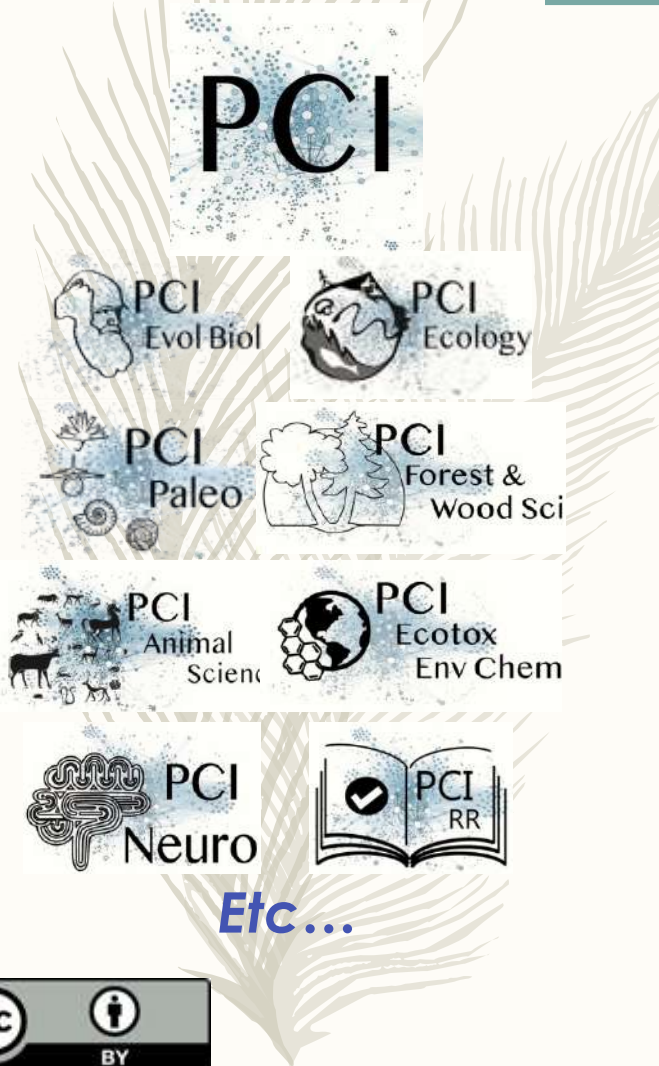 PCI
PCI
Evol Biol
PCI
Ecology
PCI
Paleo
PCI
Forest &
Wood Sci
PCI
Animal
Scienc
PCI
Ecotox
Env Chem
PCI
Neuro
PCI
RR
Etc...
c
BY